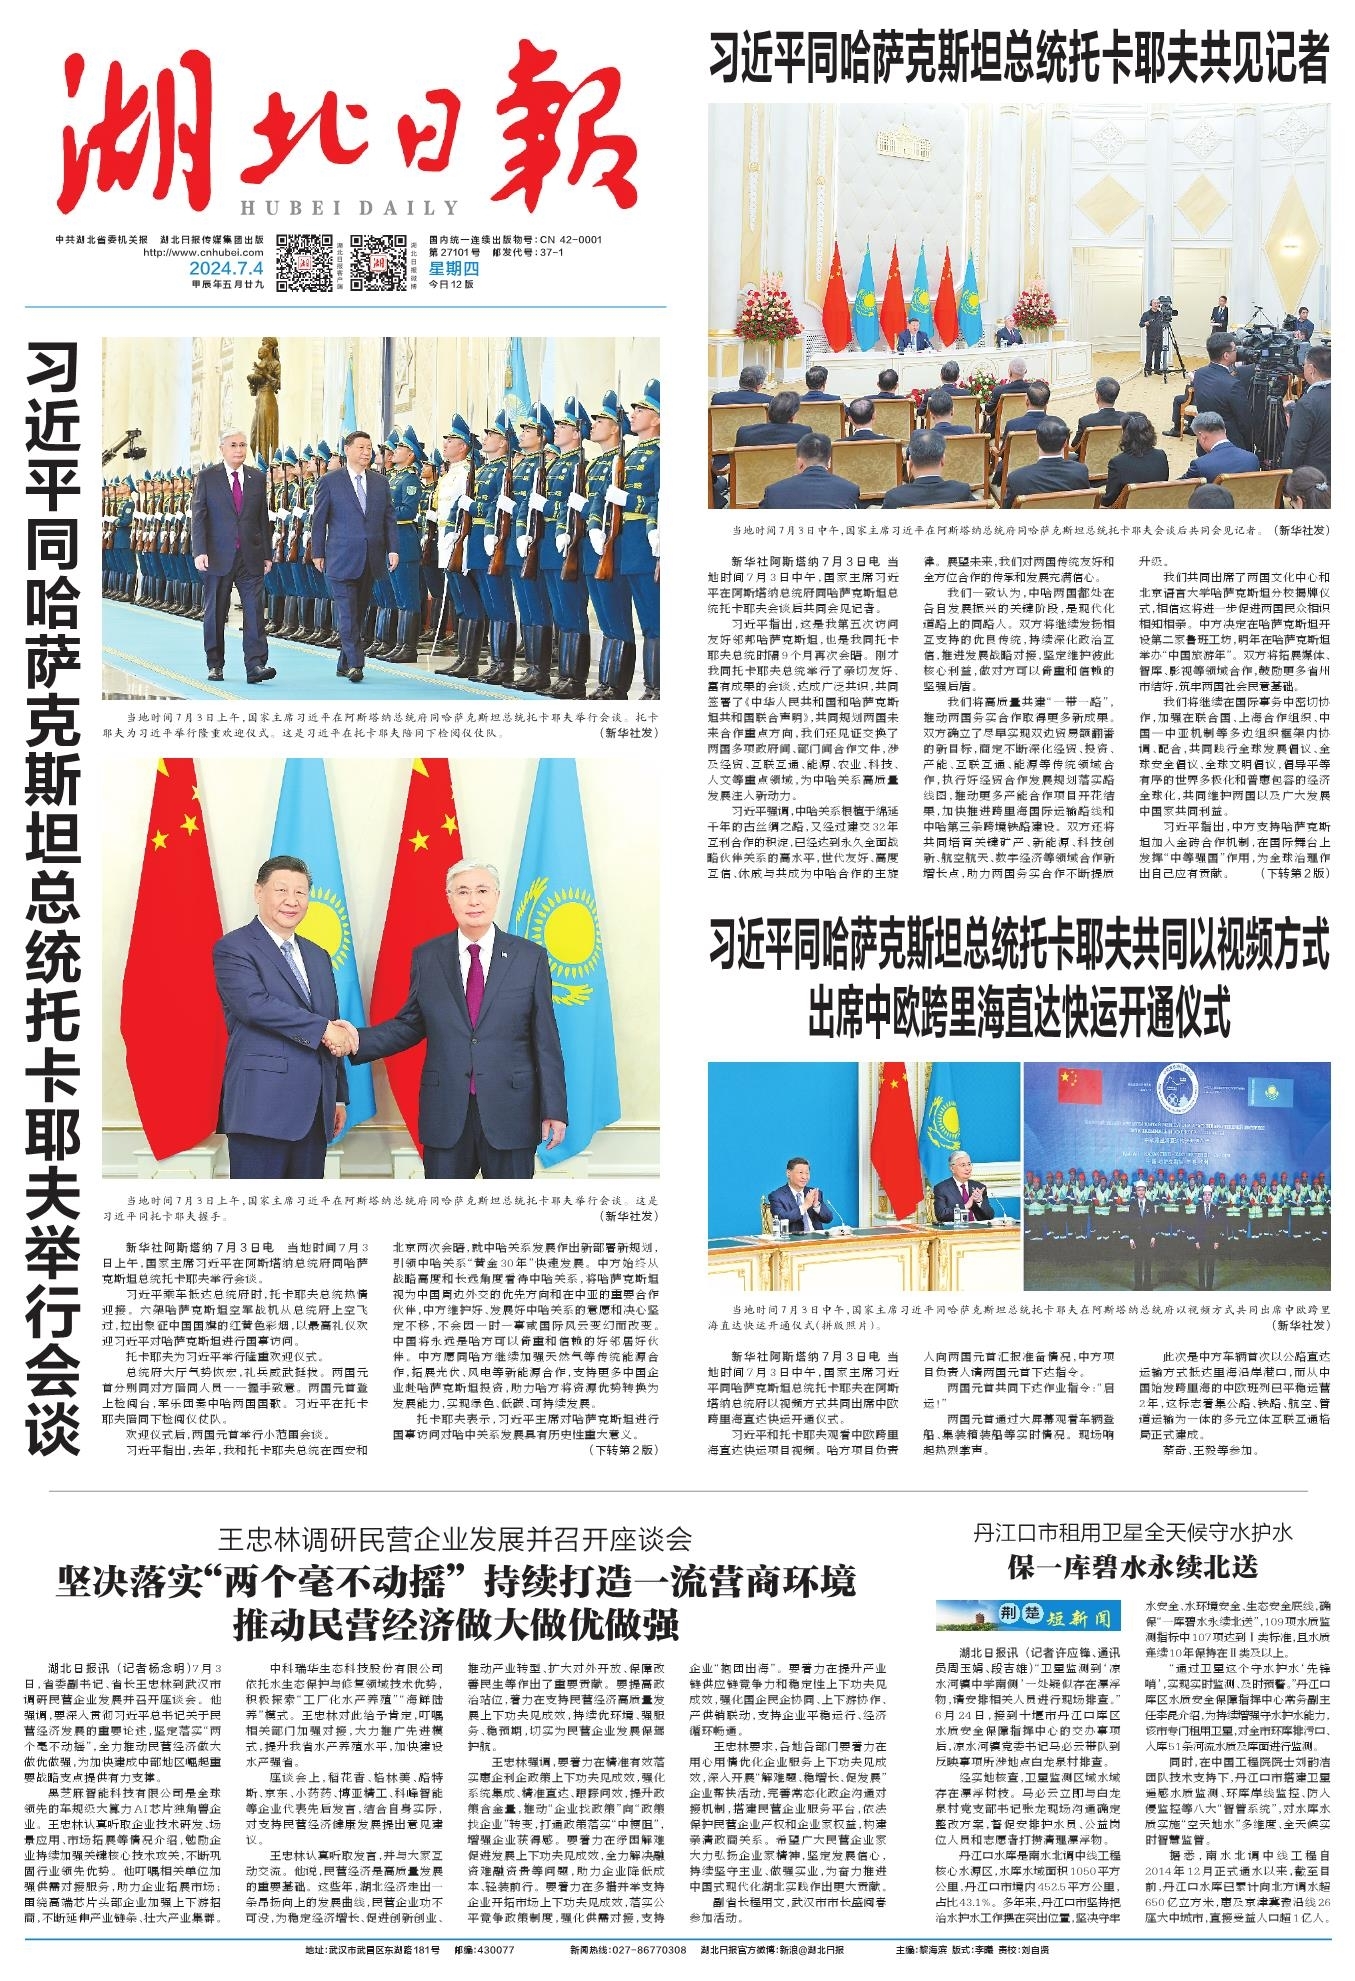 湖北日報
HUBEI DAILY
中共湖北省委机关报 湖北日报传媒集团出版
http://www.cnhubei.com
2024.7.4
甲辰年五月廿九
湖北日报客户端
湖北日报微博
国内统一连续出版物号:CN 42-0001
第27101号 邮发代号:37-1
星期四
今日12版
习近平同哈萨克斯坦总统托卡耶夫举行会谈
当地时间7月3日上午,国家主席习近平在阿斯塔纳总统府同哈萨克斯坦总统托卡耶夫举行会谈。托卡
耶夫为习近平举行隆重欢迎仪式。这是习近平在托卡耶夫陪同下检阅仪仗队。 (新华社发)
当地时间7月3日上午,国家主席习近平在阿斯塔纳总统府同哈萨克斯坦总统托卡耶夫举行会谈。这是
习近平同托卡耶夫握手。 (新华社发)
新华社阿斯塔纳7月3日电 当地时间7月3
日上午,国家主席习近平在阿斯塔纳总统府同哈萨
克斯坦总统托卡耶夫举行会谈。
习近平乘车抵达总统府时,托卡耶夫总统热情
迎接。六架哈萨克斯坦空军战机从总统府上空飞
过,拉出象征中国国旗的红黄色彩烟,以最高礼仪欢
迎习近平对哈萨克斯坦进行国事访问。
托卡耶夫为习近平举行隆重欢迎仪式。
总统府大厅气势恢宏,礼兵威武挺拔。两国元
首分别同对方陪同人员一一握手致意。两国元首登
上检阅台,军乐团奏中哈两国国歌。习近平在托卡
耶夫陪同下检阅仪仗队。
欢迎仪式后,两国元首举行小范围会谈。
习近平指出,去年,我和托卡耶夫总统在西安和
北京两次会晤,就中哈关系发展作出新部署新规划,
引领中哈关系“黄金30年”快速发展。中方始终从
战略高度和长远角度看待中哈关系,将哈萨克斯坦
视为中国周边外交的优先方向和在中亚的重要合作
伙伴,中方维护好、发展好中哈关系的意愿和决心坚
定不移,不会因一时一事或国际风云变幻而改变。
中国将永远是哈方可以倚重和信赖的好邻居好伙
伴。中方愿同哈方继续加强天然气等传统能源合
作,拓展光伏、风电等新能源合作,支持更多中国企
业赴哈萨克斯坦投资,助力哈方将资源优势转换为
发展能力,实现绿色、低碳、可持续发展。
托卡耶夫表示,习近平主席对哈萨克斯坦进行
国事访问对哈中关系发展具有历史性重大意义。
(下转第2版)
习近平同哈萨克斯坦总统托卡耶夫共见记者
当地时间7月3日中午,国家主席习近平在阿斯塔纳总统府同哈萨克斯坦总统托卡耶夫会谈后共同会见记者。 (新华社发)
新华社阿斯塔纳7月3日电 当
地时间7月3日中午,国家主席习近
平在阿斯塔纳总统府同哈萨克斯坦总
统托卡耶夫会谈后共同会见记者。
习近平指出,这是我第五次访问
友好邻邦哈萨克斯坦,也是我同托卡
耶夫总统时隔9个月再次会晤。刚才
我同托卡耶夫总统举行了亲切友好、
富有成果的会谈,达成广泛共识,共同
签署了《中华人民共和国和哈萨克斯
坦共和国联合声明》,共同规划两国未
来合作重点方向,我们还见证交换了
两国多项政府间、部门间合作文件,涉
及经贸、互联互通、能源、农业、科技、
人文等重点领域,为中哈关系高质量
发展注入新动力。
习近平强调,中哈关系根植于绵延
千年的古丝绸之路,又经过建交32年
互利合作的积淀,已经达到永久全面战
略伙伴关系的高水平,世代友好、高度
互信、休戚与共成为中哈合作的主旋
律。展望未来,我们对两国传统友好和
全方位合作的传承和发展充满信心。
我们一致认为,中哈两国都处在
各自发展振兴的关键阶段,是现代化
道路上的同路人。双方将继续发扬相
互支持的优良传统,持续深化政治互
信,推进发展战略对接,坚定维护彼此
核心利益,做对方可以倚重和信赖的
坚强后盾。
我们将高质量共建“一带一路”,
推动两国务实合作取得更多新成果。
双方确立了尽早实现双边贸易额翻番
的新目标,商定不断深化经贸、投资、
产能、互联互通、能源等传统领域合
作,执行好经贸合作发展规划落实路
线图,推动更多产能合作项目开花结
果,加快推进跨里海国际运输路线和
中哈第三条跨境铁路建设。双方还将
共同培育关键矿产、新能源、科技创
新、航空航天、数字经济等领域合作新
增长点,助力两国务实合作不断提质
升级。
我们共同出席了两国文化中心和
北京语言大学哈萨克斯坦分校揭牌仪
式,相信这将进一步促进两国民众相识
相知相亲。中方决定在哈萨克斯坦开
设第二家鲁班工坊,明年在哈萨克斯坦
举办“中国旅游年”。双方将拓展媒体、
智库、影视等领域合作,鼓励更多省州
市结好,筑牢两国社会民意基础。
我们将继续在国际事务中密切协
作,加强在联合国、上海合作组织、中
国—中亚机制等多边组织框架内协
调、配合,共同践行全球发展倡议、全
球安全倡议、全球文明倡议,倡导平等
有序的世界多极化和普惠包容的经济
全球化,共同维护两国以及广大发展
中国家共同利益。
习近平指出,中方支持哈萨克斯
坦加入金砖合作机制,在国际舞台上
发挥“中等强国”作用,为全球治理作
出自己应有贡献。 (下转第2版)
习近平同哈萨克斯坦总统托卡耶夫共同以视频方式
出席中欧跨里海直达快运开通仪式
当地时间7月3日中午,国家主席习近平同哈萨克斯坦总统托卡耶夫在阿斯塔纳总统府以视频方式共同出席中欧跨里
海直达快运开通仪式(拼版照片)。 (新华社发)
新华社阿斯塔纳7月3日电 当
地时间7月3日中午,国家主席习近
平同哈萨克斯坦总统托卡耶夫在阿斯
塔纳总统府以视频方式共同出席中欧
跨里海直达快运开通仪式。
习近平和托卡耶夫观看中欧跨里
海直达快运项目视频。哈方项目负责
人向两国元首汇报准备情况,中方项
目负责人请两国元首下达指令。
两国元首共同下达作业指令:“启
运!”
两国元首通过大屏幕观看车辆登
船、集装箱装船等实时情况。现场响
起热烈掌声。
此次是中方车辆首次以公路直达
运输方式抵达里海沿岸港口,而从中
国始发跨里海的中欧班列已平稳运营
2年,这标志着集公路、铁路、航空、管
道运输为一体的多元立体互联互通格
局正式建成。
蔡奇、王毅等参加。
王忠林调研民营企业发展并召开座谈会
坚决落实“两个毫不动摇” 持续打造一流营商环境
推动民营经济做大做优做强
湖北日报讯 (记者杨念明)7月3
日,省委副书记、省长王忠林到武汉市
调研民营企业发展并召开座谈会。他
强调,要深入贯彻习近平总书记关于民
营经济发展的重要论述,坚定落实“两
个毫不动摇”,全力推动民营经济做大
做优做强,为加快建成中部地区崛起重
要战略支点提供有力支撑。
黑芝麻智能科技有限公司是全球
领先的车规级大算力AI芯片独角兽企
业。王忠林认真听取企业技术研发、场
景应用、市场拓展等情况介绍,勉励企
业持续加强关键核心技术攻关,不断巩
固行业领先优势。他叮嘱相关单位加
强供需对接服务,助力企业拓展市场;
围绕高端芯片头部企业加强上下游招
商,不断延伸产业链条、壮大产业集群。
中科瑞华生态科技股份有限公司
依托水生态保护与修复领域技术优势,
积极探索“工厂化水产养殖”“海鲜陆
养”模式。王忠林对此给予肯定,叮嘱
相关部门加强对接,大力推广先进模
式,提升我省水产养殖水平,加快建设
水产强省。
座谈会上,稻花香、格林美、路特
斯、京东、小药药、博亚精工、科峰智能
等企业代表先后发言,结合自身实际,
对支持民营经济健康发展提出意见建
议。
王忠林认真听取发言,并与大家互
动交流。他说,民营经济是高质量发展
的重要基础。这些年,湖北经济走出一
条昂扬向上的发展曲线,民营企业功不
可没,为稳定经济增长、促进创新创业、
推动产业转型、扩大对外开放、保障改
善民生等作出了重要贡献。要提高政
治站位,着力在支持民营经济高质量发
展上下功夫见成效,持续优环境、强服
务、稳预期,切实为民营企业发展保驾
护航。
王忠林强调,要着力在精准有效落
实惠企利企政策上下功夫见成效,强化
系统集成、精准直达、跟踪问效,提升政
策含金量,推动“企业找政策”向“政策
找企业”转变,打通政策落实“中梗阻”,
增强企业获得感。要着力在纾困解难
促进发展上下功夫见成效,全力解决融
资难融资贵等问题,助力企业降低成
本、轻装前行。要着力在多措并举支持
企业开拓市场上下功夫见成效,落实公
平竞争政策制度,强化供需对接,支持
企业“抱团出海”。要着力在提升产业
链供应链竞争力和稳定性上下功夫见
成效,强化国企民企协同、上下游协作、
产供销联动,支持企业平稳运行、经济
循环畅通。
王忠林要求,各地各部门要着力在
用心用情优化企业服务上下功夫见成
效,深入开展“解难题、稳增长、促发展”
企业帮扶活动,完善常态化政企沟通对
接机制,搭建民营企业服务平台,依法
保护民营企业产权和企业家权益,构建
亲清政商关系。希望广大民营企业家
大力弘扬企业家精神,坚定发展信心,
持续坚守主业、做强实业,为奋力推进
中国式现代化湖北实践作出更大贡献。
副省长程用文,武汉市市长盛阅春
参加活动。
丹江口市租用卫星全天候守水护水
保一库碧水永续北送
荆楚短新闻
湖北日报讯 (记者许应锋、通讯
员周玉娟、段吉雄)“卫星监测到‘凉
水河镇中学南侧’一处疑似存在漂浮
物,请安排相关人员进行现场排查。”
6月24日,接到十堰市丹江口库区水
质安全保障指挥中心的交办事项
后,凉水河镇党委书记马必云带队到
反映事项所涉地点白龙泉村排查。
经实地核查,卫星监测区域水域
存在漂浮树枝。马必云立即与白龙
泉村党支部书记张龙现场沟通确定
整改方案,督促安排护水员、公益岗
位人员和志愿者打捞清理漂浮物。
丹江口水库是南水北调中线工程
核心水源区,水库水域面积1050平方
公里,丹江口市境内452.5平方公里,
占比43.1%。多年来,丹江口市坚持把
治水护水工作摆在突出位置,坚决守牢
水安全、水环境安全、生态安全底线,确
保“一库碧水永续北送”,109项水质监
测指标中107项达到Ⅰ类标准,且水质
连续10年保持在Ⅱ类及以上。
“通过卫星这个守水护水‘先锋
哨’,实现实时监测、及时预警。”丹江口
库区水质安全保障指挥中心常务副主
任李昆介绍,为持续增强守水护水能力,
该市专门租用卫星,对全市环库排污口、
入库51条河流水质及库面进行监测。
同时,在中国工程院院士刘韵洁
团队技术支持下,丹江口市搭建卫星
遥感水质监测、环库岸线监控、防人
侵监控等八大“智管系统”,对水库水
质实施“空天地水”多维度、全天候实
时智慧监管。
据悉,南水北调中线工程自
2014年12月正式通水以来,截至目
前,丹江口水库已累计向北方调水超
650亿立方米,惠及京津冀豫沿线26
座大中城市,直接受益人口超1亿人。
地址:武汉市武昌区东湖路181号 邮编:430077 新闻热线:027-86770308 湖北日报官方微博:新浪@湖北日报 主编:黎海滨 版式:李曦 责校:刘自贤